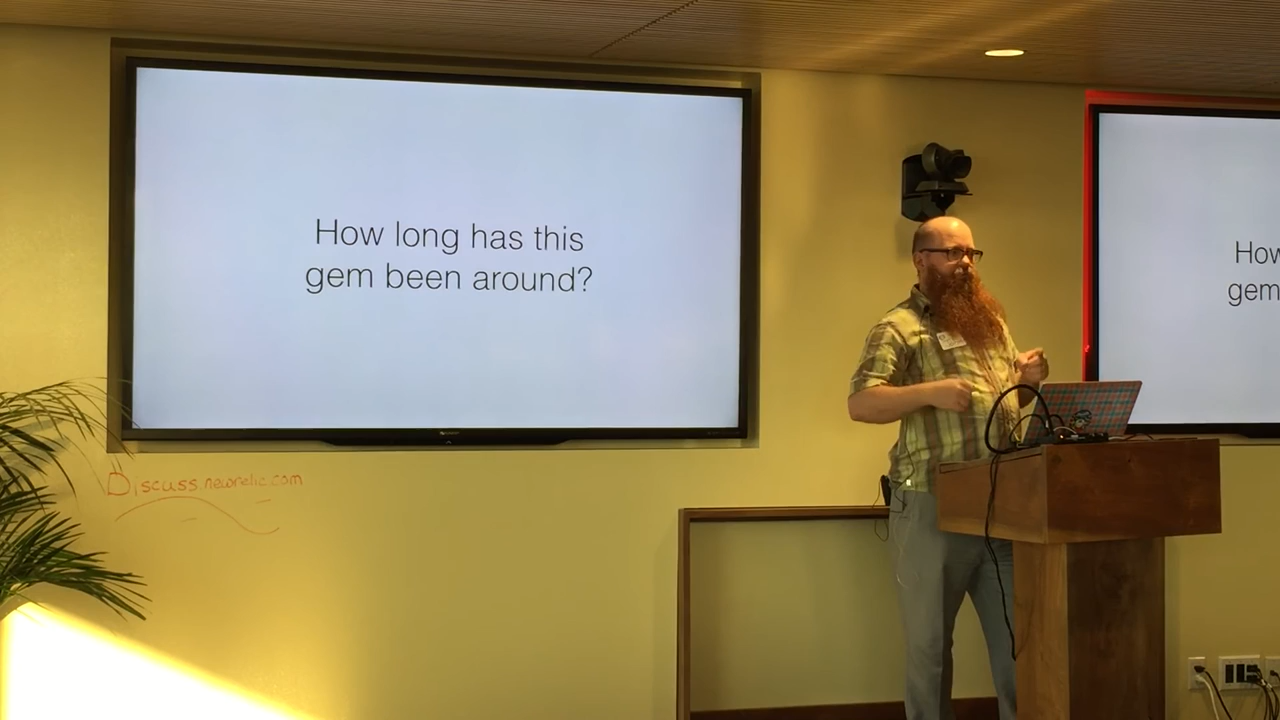 How long has this
gem been around?
Discuss.newrelic.com
How
gem